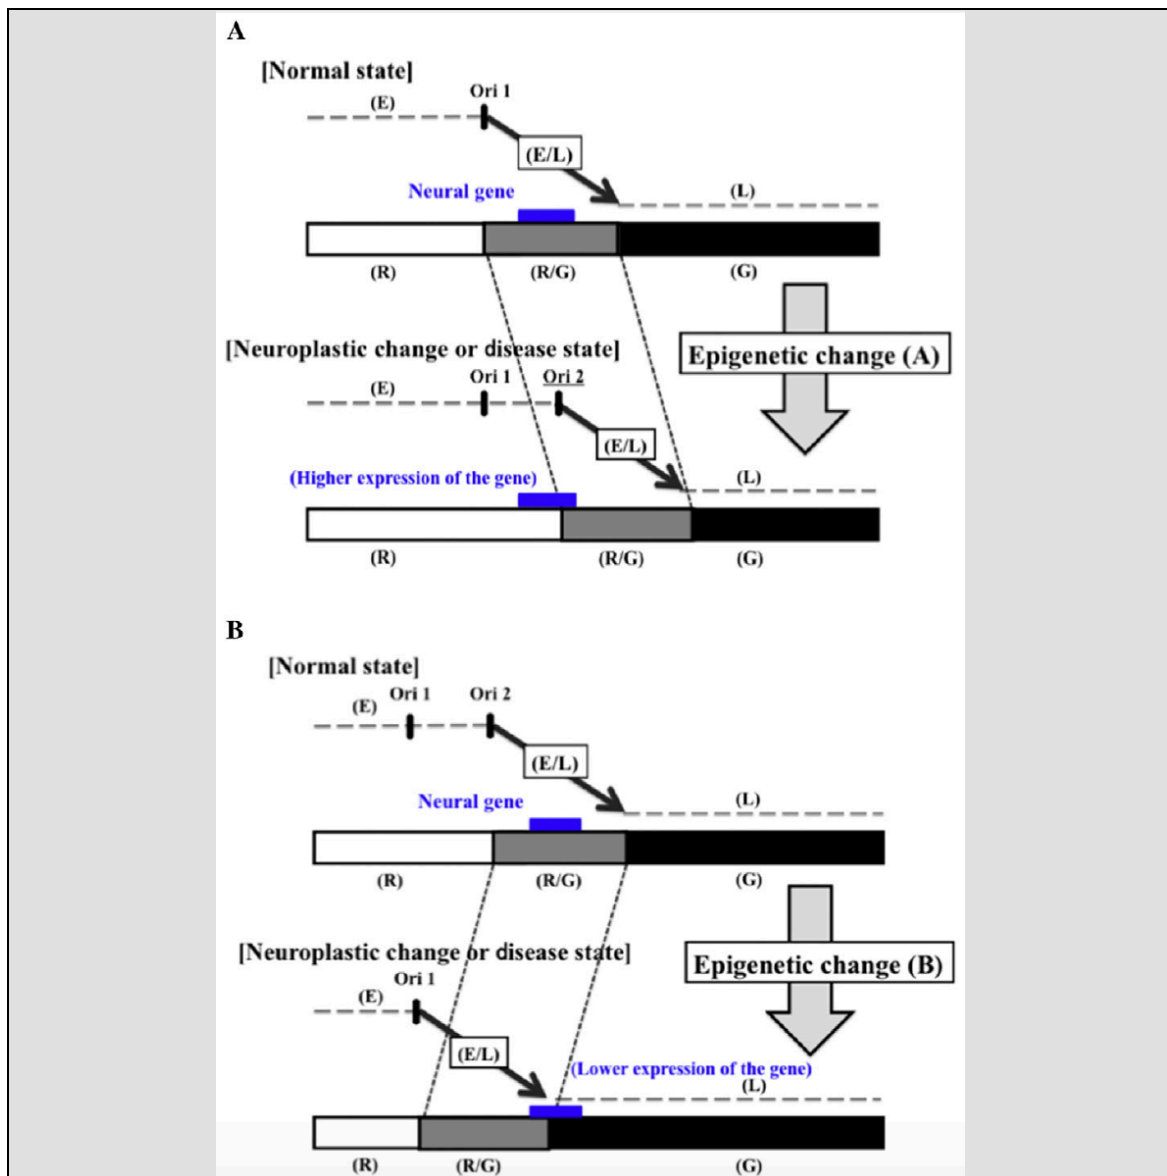 A
[Normal state]
Ori 1
(E)
(E/L)
Neural gene
(L)
(R)
(R/G)
(G)
[Neuroplastic change or disease state]
Epigenetic change (A)
Ori 1
Ori 2
(E)
(E/L)
(Higher expression of the gene)
(L)
(R)
(R/G)
(G)
B
[Normal state]
Ori 1
Ori 2
(E)
(E/L)
Neural gene
(L)
(R)
(R/G)
(G)
[Neuroplastic change or disease state]
Epigenetic change (B)
Ori 1
(E)
(E/L)
(Lower expression of the gene)
(L)
(R)
(R/G)
(G)